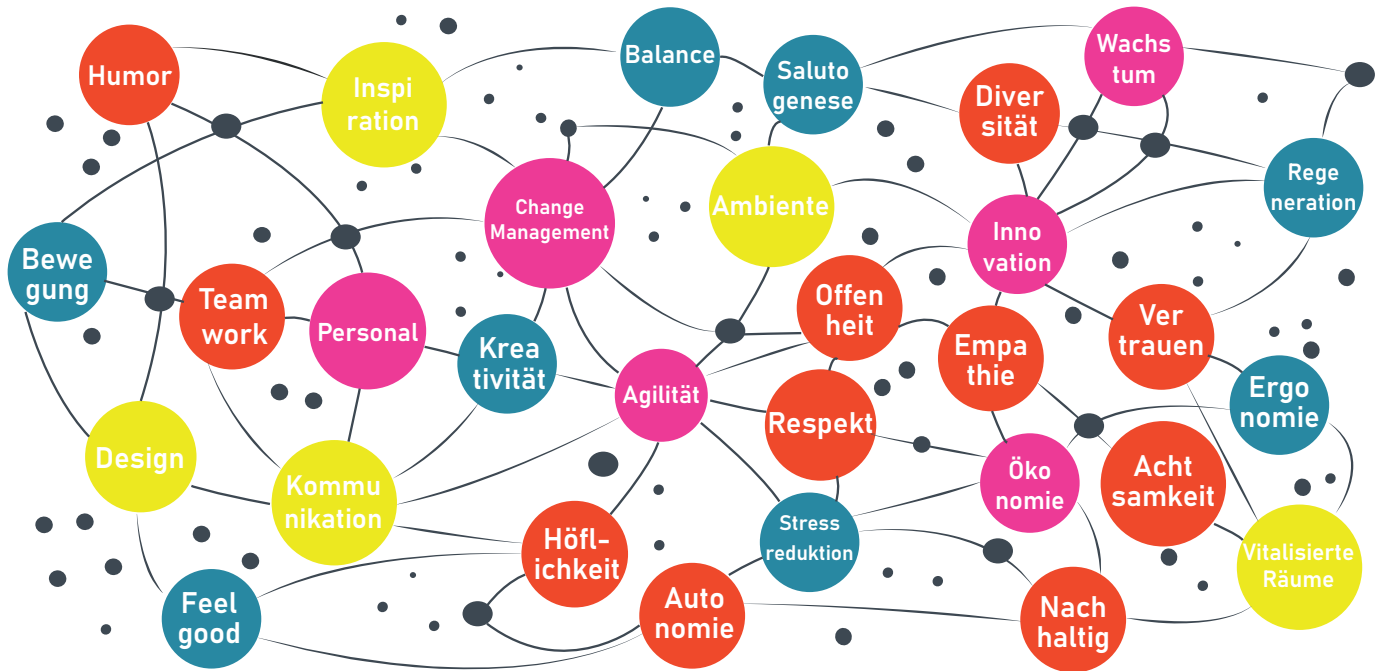 Humor
Inspi
ration
Balance
Saluto
genese
Wachs
tum
Diver
sität
Rege
neration
Change
Management
Ambiente
Inno
vation
Bewe
gung
Team
work
Personal
Krea
tivität
Offen
heit
Empa
thie
Ver
trauen
Agilität
Respekt
Ergo
nomie
Design
Kommu
nikation
Öko
nomie
Acht
samkeit
Höfl-
ichkeit
Stress
reduktion
Vitalisierte
Räume
Feel
good
Auto
nomie
Nach
haltig